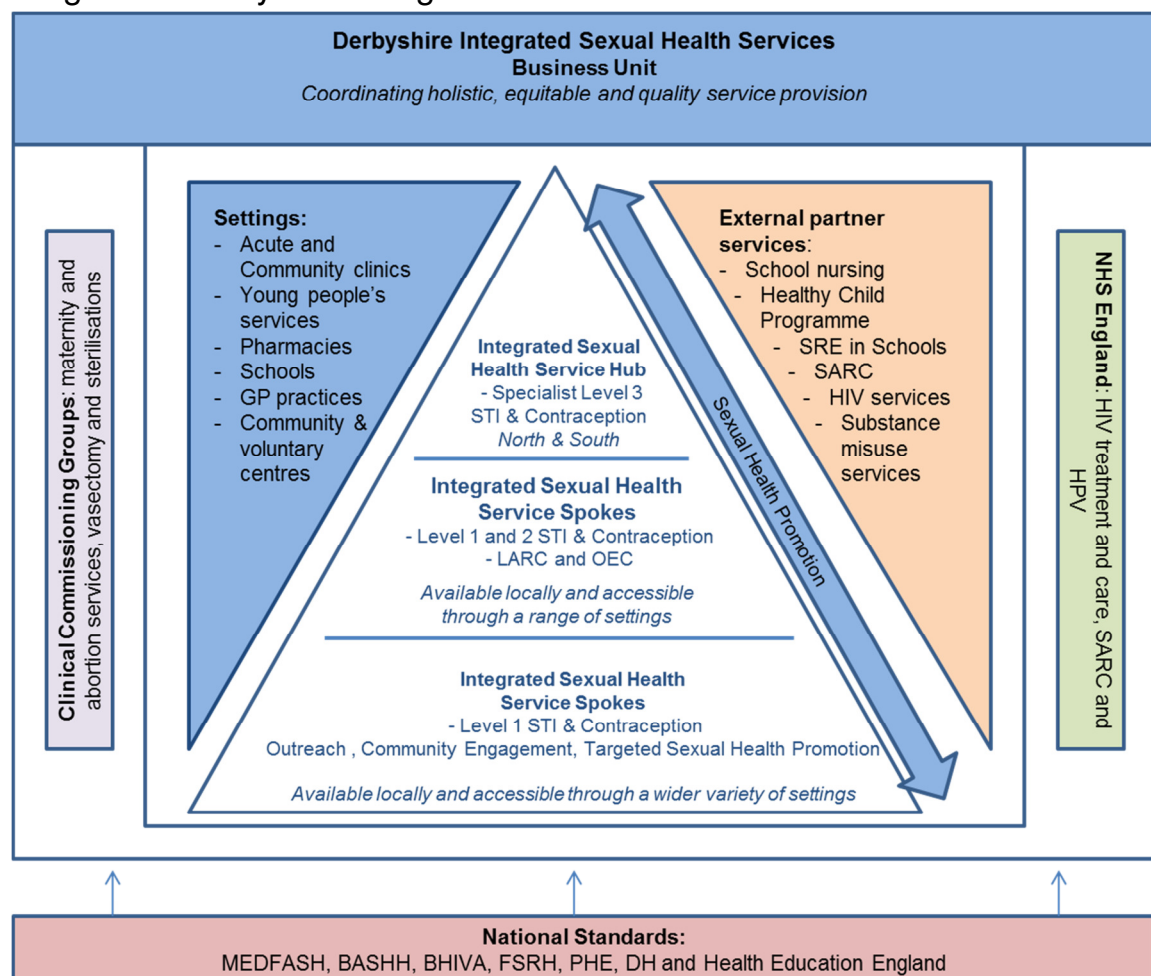 Derbyshire Integrated Sexual Health Services
Business Unit
Coordinating holistic, equitable and quality service provision
Clinical Commissioning Groups: maternity and
abortion services, vasectomy and sterilisations
Settings:
- Acute and
Community clinics
- Young people's
services
- Pharmacies
- Schools
- GP practices
- Community &
voluntary
centres
Integrated Sexual
Health Service Hub
- Specialist Level 3
STI & Contraception
North & South
Integrated Sexual Health
Service Spokes
- Level 1 and 2 STI & Contraception
- LARC and OEC
Available locally and accessible
through a range of settings
Integrated Sexual Health
Service Spokes
- Level 1 STI & Contraception
Outreach , Community Engagement, Targeted Sexual Health Promotion
Available locally and accessible through a wider variety of settings
Sexual Health Promotion
External partner
services:
- School nursing
- Healthy Child
Programme
- SRE in Schools
- SARC
- HIV services
- Substance
misuse
services
NHS England: HIV treatment and care, SARC and
HPV
National Standards:
MEDFASH, BASHH, BHIVA, FSRH, PHE, DH and Health Education England